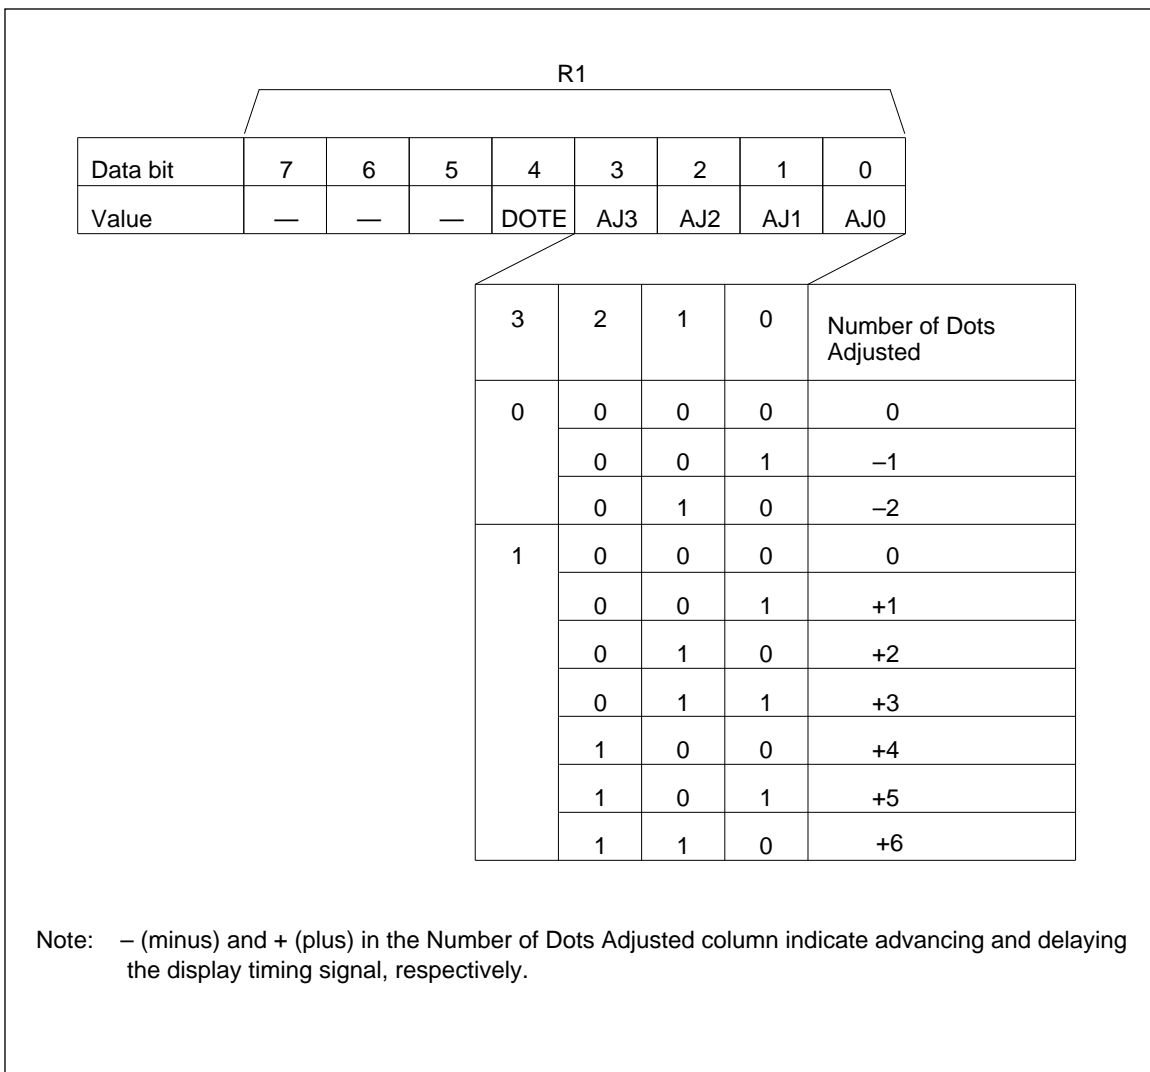 R1
Data bit 7 6 5 4 3 2 1 0
Value — — — DOTE AJ3 AJ2 AJ1 AJ0
3 2 1 0 Number of Dots
Adjusted
0 0 0 0 0
0 0 1 –1
0 1 0 –2
1 0 0 0 0
0 0 1 +1
0 1 0 +2
0 1 1 +3
1 0 0 +4
1 0 1 +5
1 1 0 +6
Note: – (minus) and + (plus) in the Number of Dots Adjusted column indicate advancing and delaying
the display timing signal, respectively.